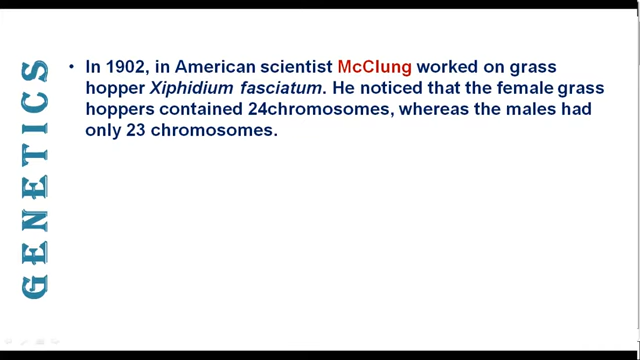 GENETICS
• In 1902, in American scientist McClung worked on grass
hopper Xiphidium fasciatum. He noticed that the female grass
hoppers contained 24chromosomes, whereas the males had
only 23 chromosomes.